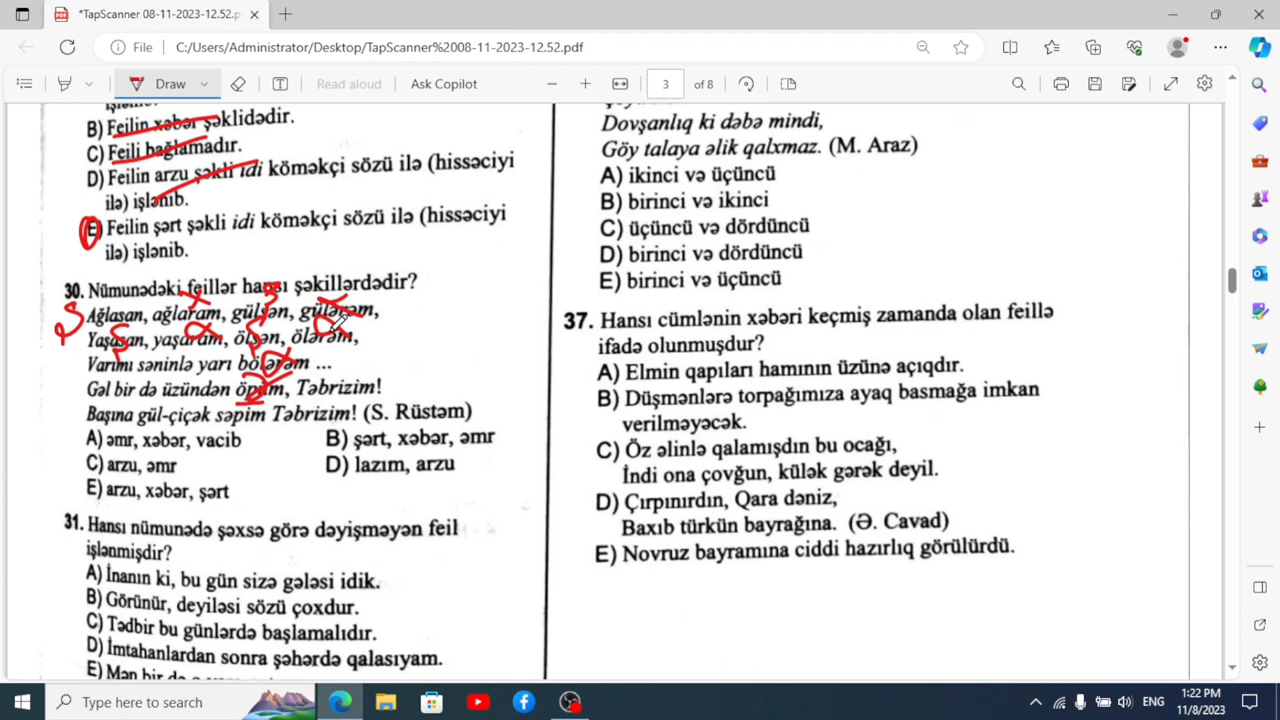 *TapScanner 08-11-2023-12.52.p
File
C:/Users/Administrator/Desktop/TapScanner%2008-11-2023-12.52.pdf
Draw
Read aloud
Ask Copilot
3
of 8
B) Feilin xəbər şəklidədir.
C) Feili bağlamadır.
D) Feilin arzu şəkli idi köməkçi sözü ilə (hissəciyi
ilə) işlənib.
E) Feilin şərt şəkli idi köməkçi sözü ilə (hissəciyi
ilə) işlənib.
30. Nümunədəki feillər hansı şəkillərdədir?
Ağlasan, ağlaram, gülsən, gülərəm,
Yaşasan, yaşaram, ölsən, ölərəm,
Varımı səninlə yarı bölərəm ...
Gəl bir də üzündən öpüm, Təbrizim!
Başına gül-çiçək səpim Təbrizim! (S. Rüstəm)
A) əmr, xəbər, vacib
B) şərt, xəbər, əmr
C) arzu, əmr
D) lazım, arzu
E) arzu, xəbər, şərt
31. Hansı nümunədə şəxsə görə dəyişməyən feil
işlənmişdir?
A) İnanın ki, bu gün sizə gələsi idik.
B) Görünür, deyiləsi sözü çoxdur.
C) Tədbir bu günlərdə başlamalıdır.
D) İmtahanlardan sonra şəhərdə qalasıyam.
Dovşanlıq ki dəbə mindi,
Göy talaya əlik qalxmaz. (M. Araz)
A) ikinci və üçüncü
B) birinci və ikinci
C) üçüncü və dördüncü
D) birinci və dördüncü
E) birinci və üçüncü
37. Hansı cümlənin xəbəri keçmiş zamanda olan feillə
ifadə olunmuşdur?
A) Elmin qapıları hamının üzünə açıqdır.
B) Düşmənlərə torpağımıza ayaq basmağa imkan
verilməyəcək.
C) Öz əlinlə qalamışdın bu ocağı,
İndi ona çovğun, külək gərək deyil.
D) Çırpınırdın, Qara dəniz,
Baxıb türkün bayrağına. (Ə. Cavad)
E) Novruz bayramına ciddi hazırlıq görülürdü.
Type here to search
ENG
1:22 PM
11/8/2023